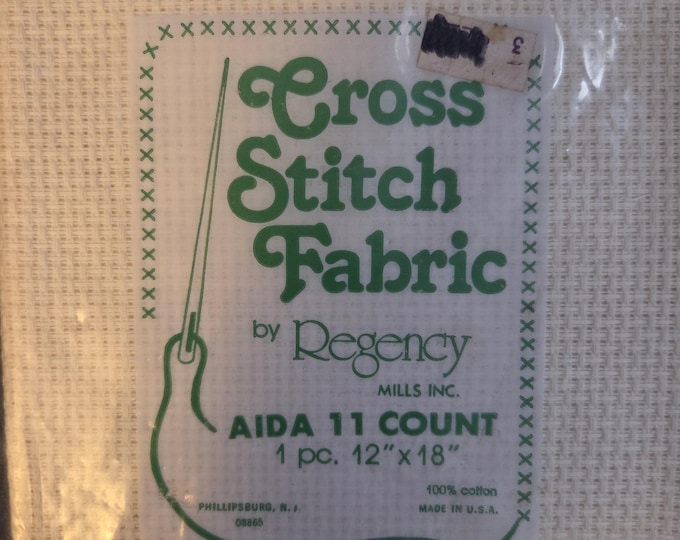 Cross
Stitch
Fabric
by Regency
MILLS INC.
AIDA 11 COUNT
1 pc. 12" x 18"
100% cotton
PHILLIPSBURG, N.J. MADE IN U.S.A.
08865